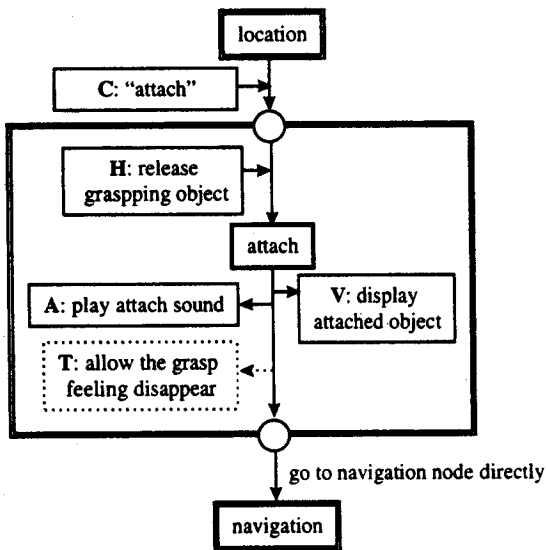 location
C: “attach”
H: release
graspping object
attach
A: play attach sound
V: display
attached object
T: allow the grasp
feeling disappear
go to navigation node directly
navigation